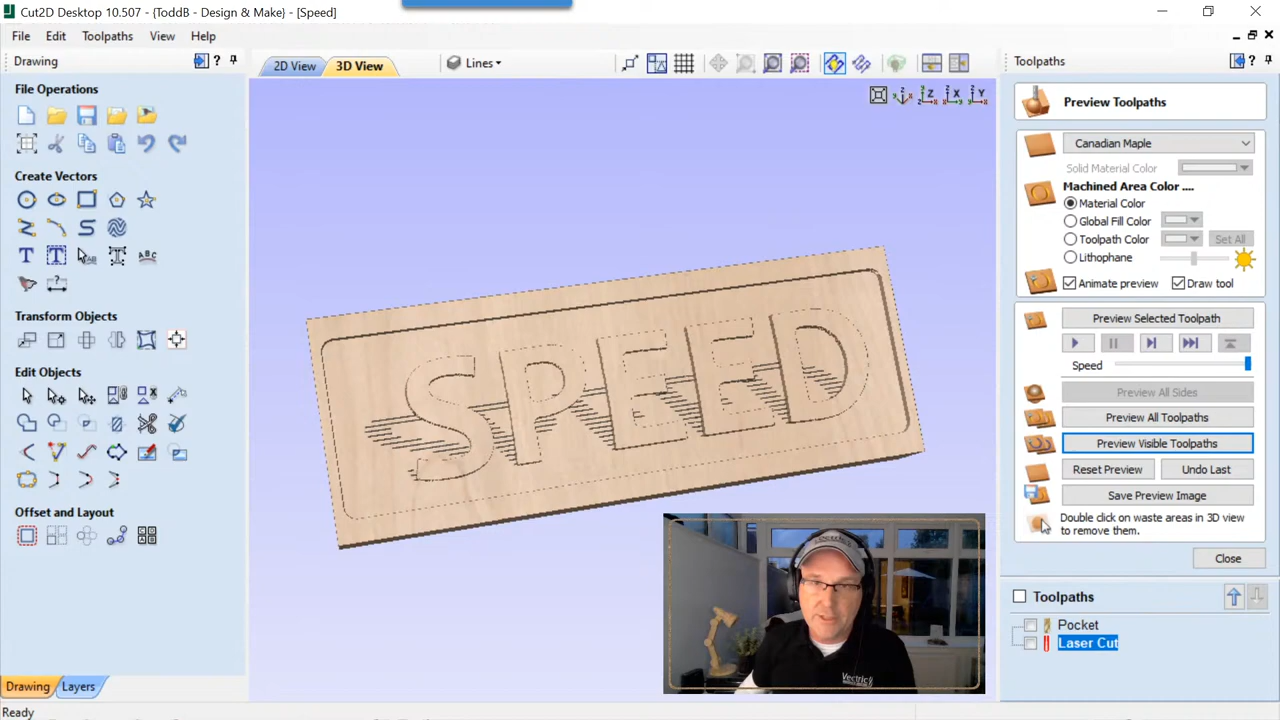 Cut2D Desktop 10.507 - {ToddB - Design & Make} - [Speed]
File Edit Toolpaths View Help
Drawing ?
2D View 3D View Lines
Toolpaths ?
File Operations
Create Vectors
Transform Objects
Edit Objects
Offset and Layout
Drawing Layers
Ready
SPEED
Vectric
Preview Toolpaths
Canadian Maple
Solid Material Color
Machined Area Color ....
Material Color
Global Fill Color
Toolpath Color Set All
Lithophane
Animate preview Draw tool
Preview Selected Toolpath
Speed
Preview All Sides
Preview All Toolpaths
Preview Visible Toolpaths
Reset Preview Undo Last
Save Preview Image
Double click on waste areas in 3D view
to remove them.
Close
Toolpaths
Pocket
Laser Cut